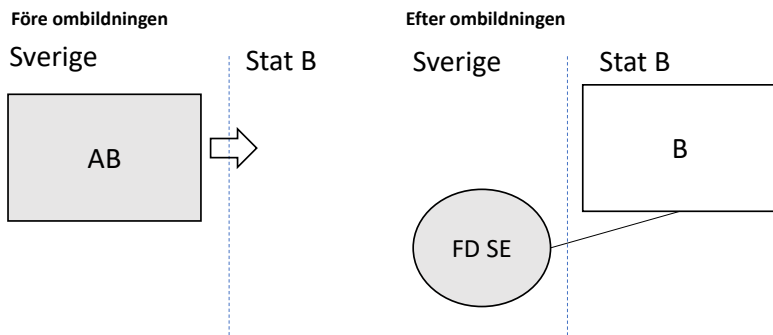 Före ombildningen
Sverige
Stat B
AB
Efter ombildningen
Sverige
Stat B
B
FD SE